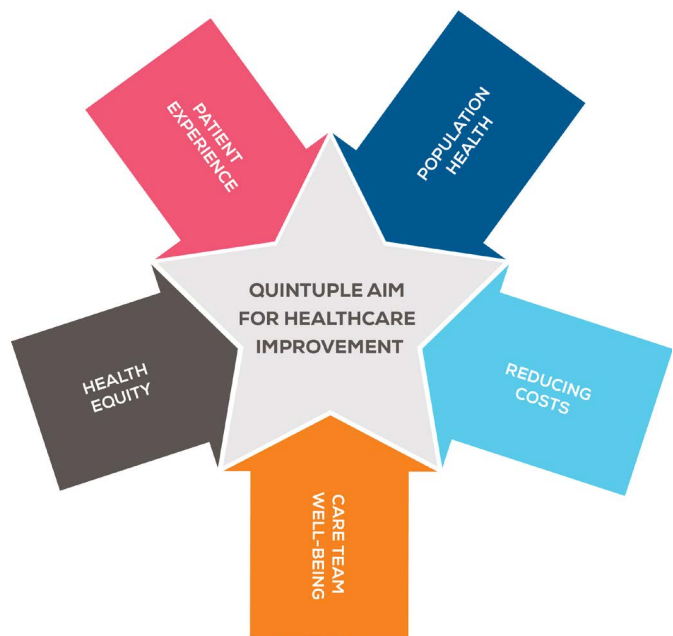 PATIENT
EXPERIENCE
POPULATION
HEALTH
QUINTUPLE AIM
FOR HEALTHCARE
IMPROVEMENT
HEALTH
EQUITY
REDUCING
COSTS
CARE TEAM
WELL-BEING